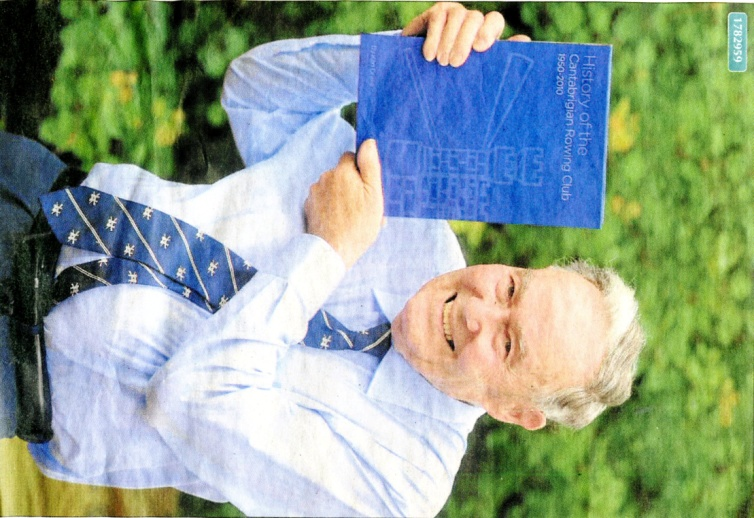 1782959
History of the
Cantabrigian Rowing Club
1950-2010